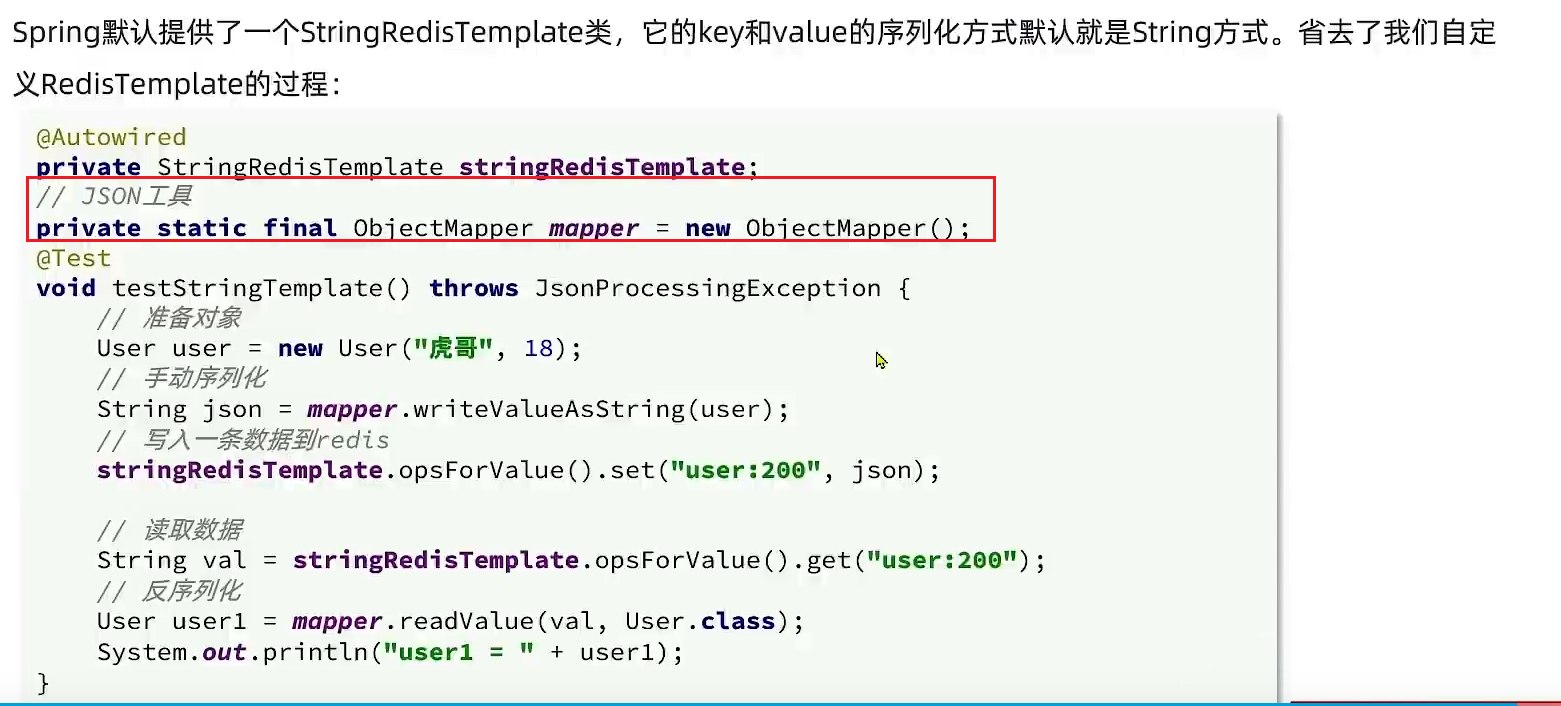 Spring默认提供了一个StringRedisTemplate类，它的key和value的序列化方式默认就是String方式。省去了我们自定
义RedisTemplate的过程：
@Autowired
private StringRedisTemplate stringRedisTemplate;
// JSON工具
private static final ObjectMapper mapper = new ObjectMapper();
@Test
void testStringTemplate() throws JsonProcessingException {
    // 准备对象
    User user = new User("虎哥", 18);
    // 手动序列化
    String json = mapper.writeValueAsString(user);
    // 写入一条数据到redis
    stringRedisTemplate.opsForValue().set("user:200", json);
    // 读取数据
    String val = stringRedisTemplate.opsForValue().get("user:200");
    // 反序列化
    User user1 = mapper.readValue(val, User.class);
    System.out.println("user1 = " + user1);
}